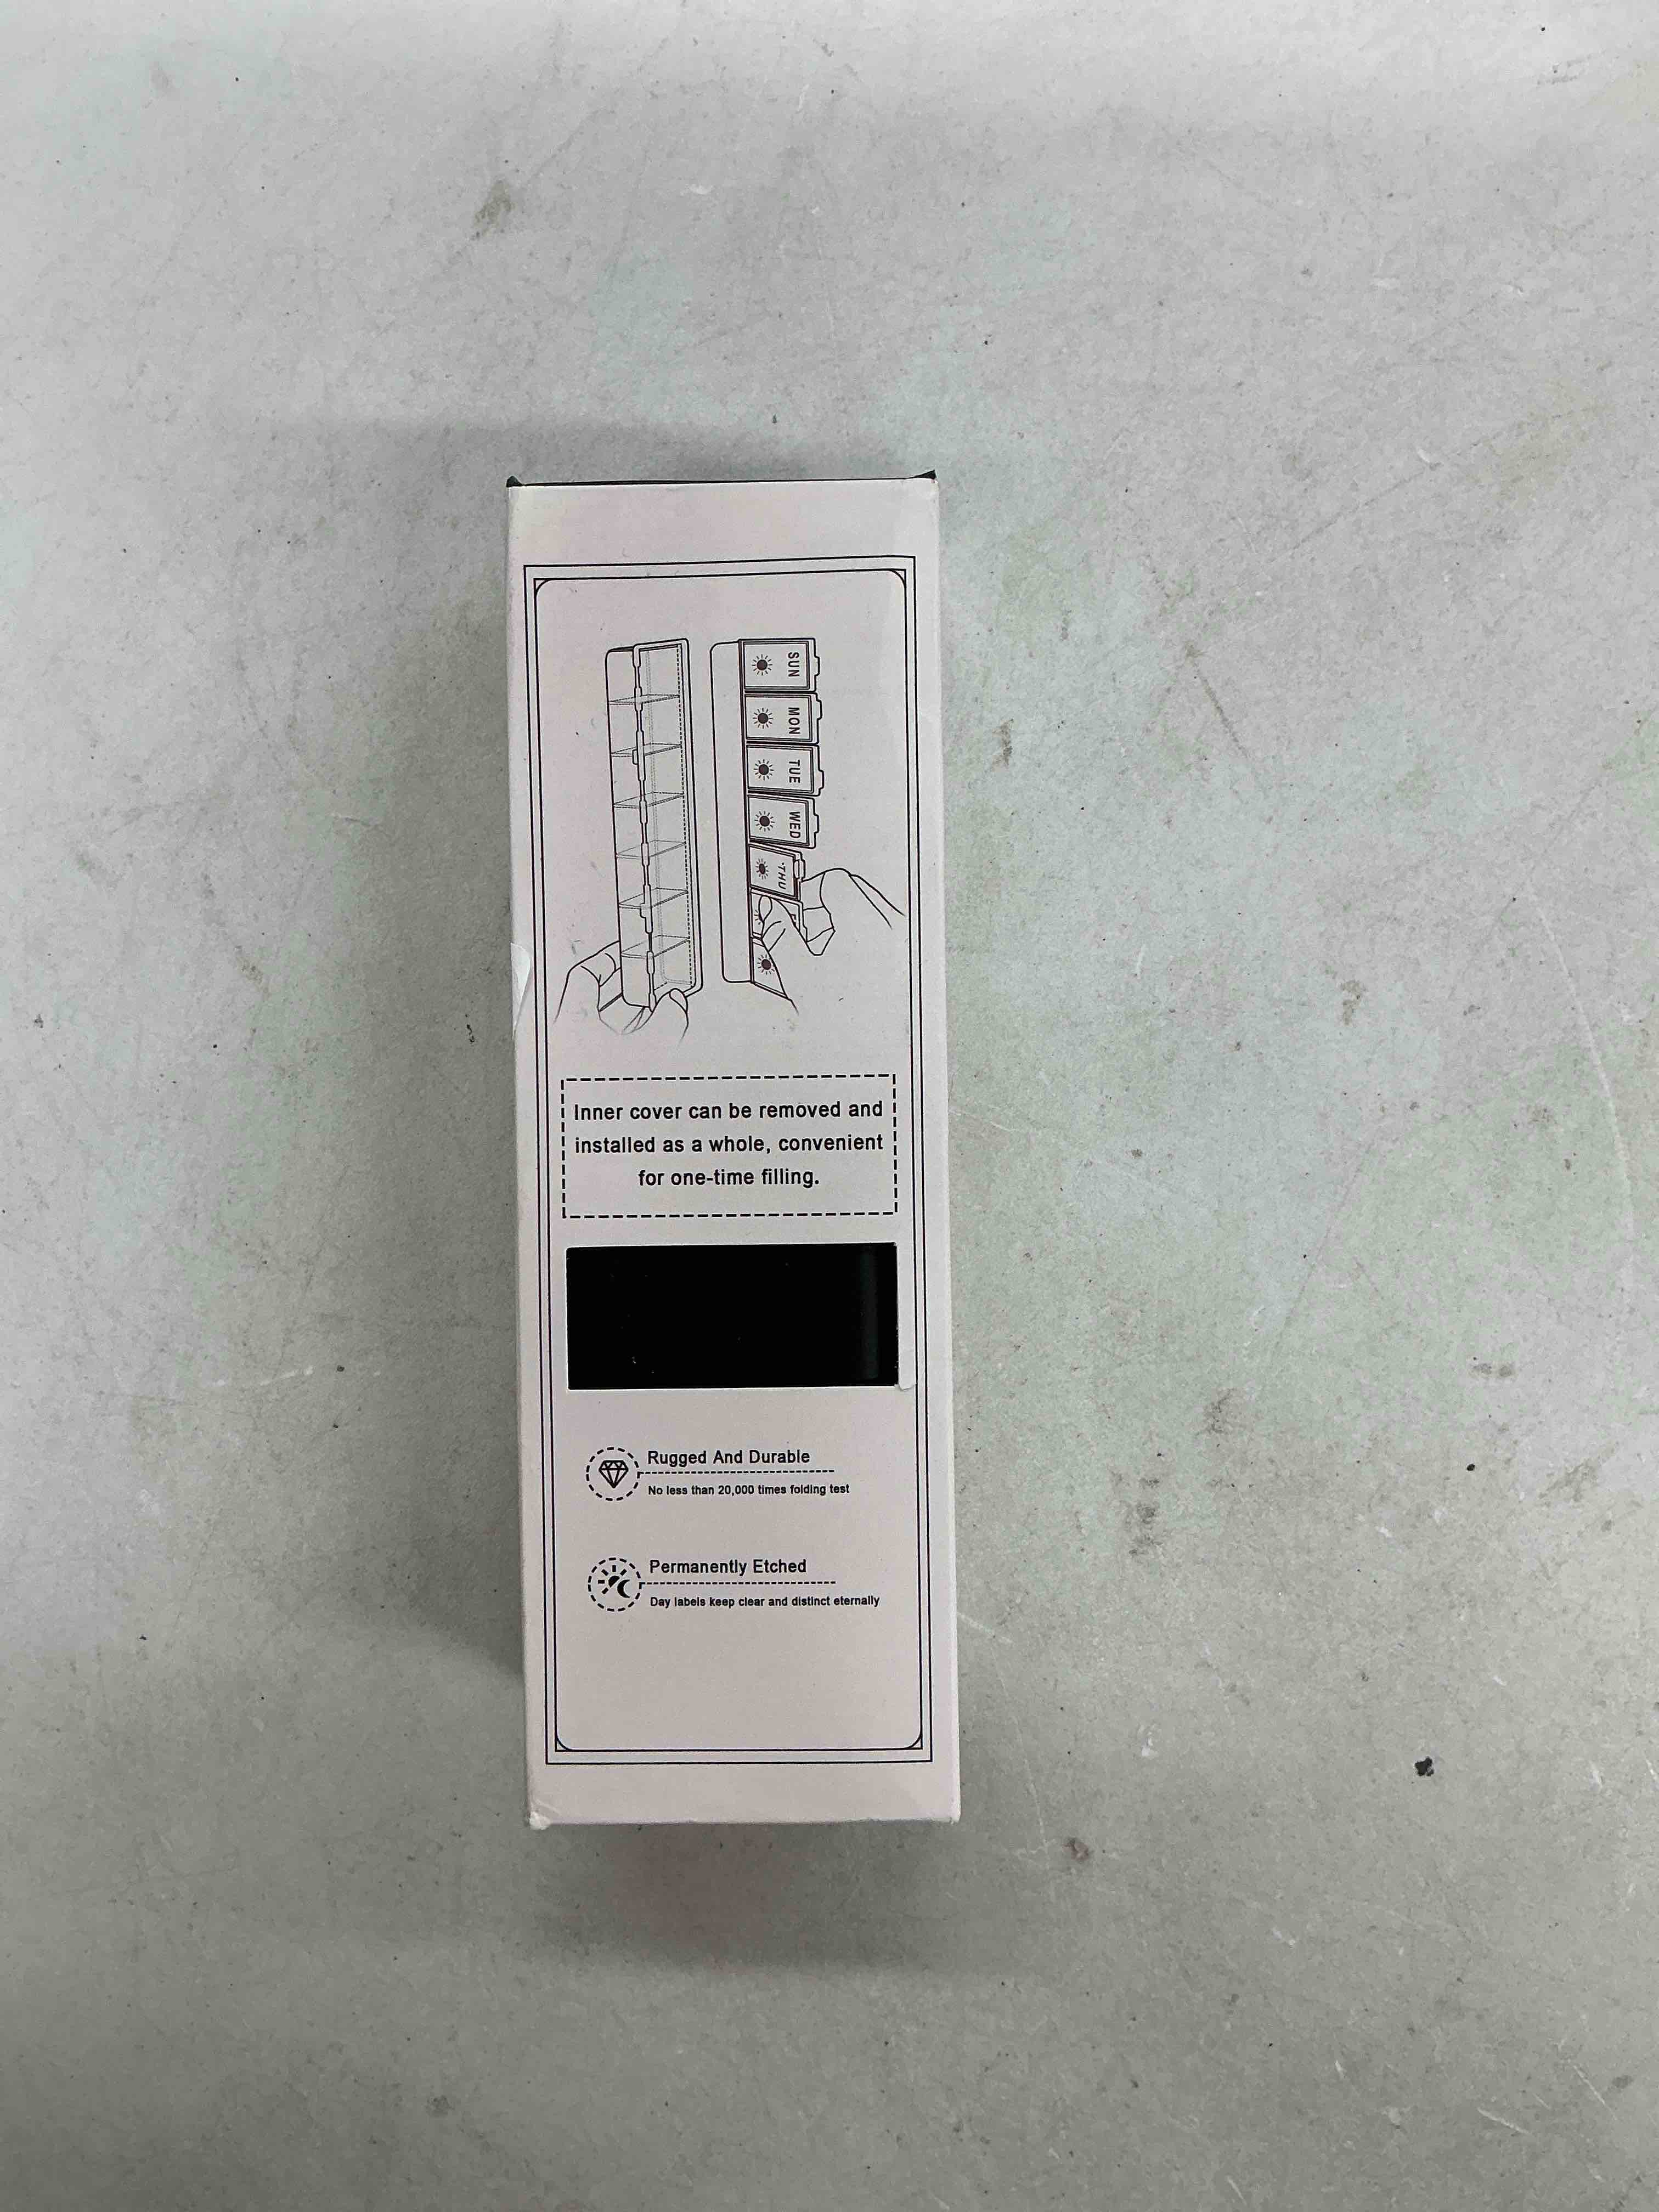 SUN
MON
TUE
WED
THU
Inner cover can be removed and
installed as a whole, convenient
for one-time filling.
Rugged And Durable
No less than 20,000 times folding test
Permanently Etched
Day labels keep clear and distinct eternally